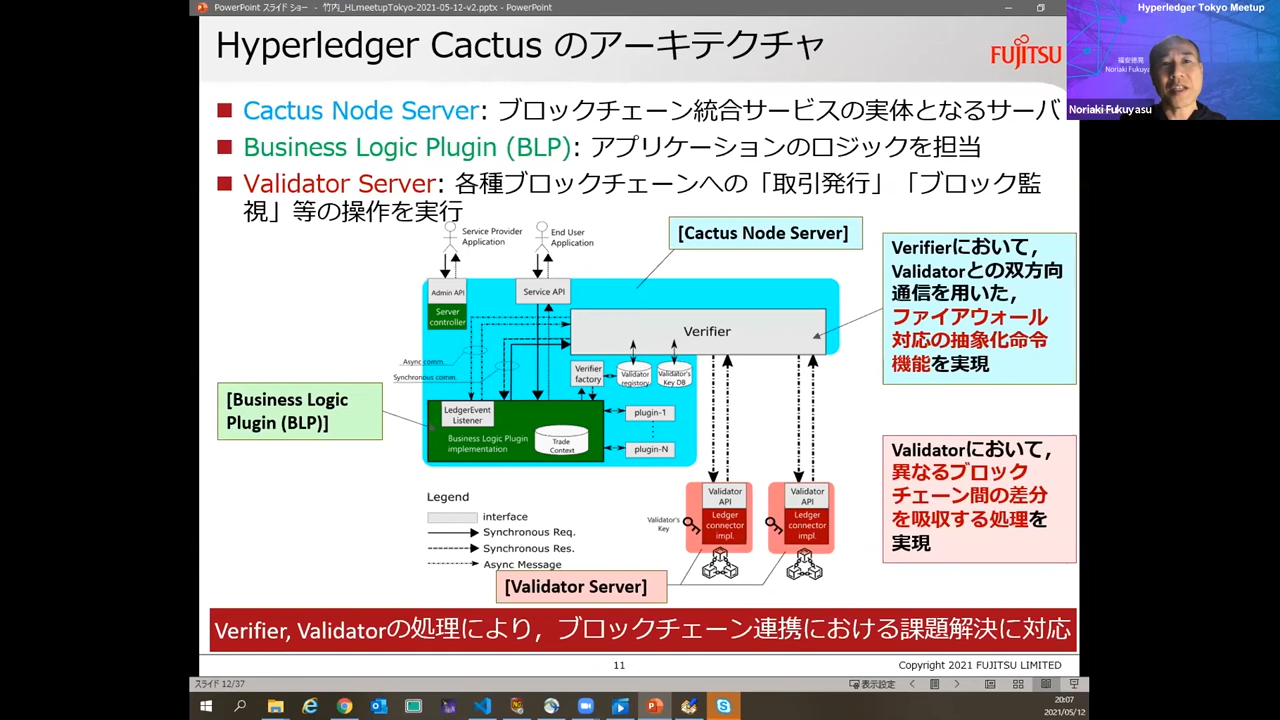 PowerPoint スライド ショー - 竹内_HLmeetupTokyo-2021-05-12-v2.pptx - PowerPoint
Hyperledger Tokyo Meetup
福安徳晃
Noriaki Fukuya
Noriaki Fukuyasu
Hyperledger Cactus のアーキテクチャ
FUJITSU
Cactus Node Server: ブロックチェーン統合サービスの実体となるサーバ
Business Logic Plugin (BLP): アプリケーションのロジックを担当
Validator Server: 各種ブロックチェーンへの「取引発行」「ブロック監
視」等の操作を実行
Service Provider
Application
End User
Application
[Cactus Node Server]
Verifierにおいて,
Validatorとの双方向
通信を用いた,
ファイアウォール
対応の抽象化命令
機能を実現
Admin API
Server
controller
Service API
Verifier
Async comm.
Synchronous comm.
Verifier
factory
Validator
registory
Validator's
Key DB
[Business Logic
Plugin (BLP)]
LedgerEvent
Listener
Business Logic Plugin
implementation
Trade
Context
plugin-1
plugin-N
Validatorにおいて,
異なるブロック
チェーン間の差分
を吸収する処理を
実現
Validator
API
Ledger
connector
impl.
Validator
API
Ledger
connector
impl.
Validator's
Key
Legend
interface
Synchronous Req.
Synchronous Res.
Async Message
[Validator Server]
Verifier, Validatorの処理により，ブロックチェーン連携における課題解決に対応
11
Copyright 2021 FUJITSU LIMITED
スライド 12/37
表示設定
20:07
2021/05/12